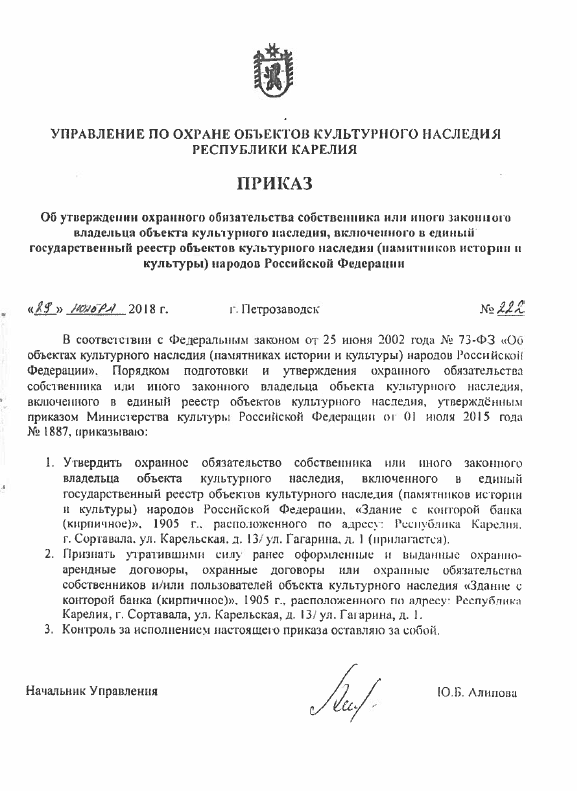 УПРАВЛЕНИЕ ПО ОХРАНЕ ОБЪЕКТОВ КУЛЬТУРНОГО НАСЛЕДИЯ
РЕСПУБЛИКИ КАРЕЛИЯ
ПРИКАЗ
Об утверждении охранного обязательства собственника или иного законного
владельца объекта культурного наследия, включенного в единый
государственный реестр объектов культурного наследия (памятников истории и
культуры) народов Российской Федерации
«29» ноября 2018 г. г. Петрозаводск № 222
В соответствии с Федеральным законом от 25 июня 2002 года № 73-ФЗ «Об
объектах культурного наследия (памятниках истории и культуры) народов Российской
Федерации», Порядком подготовки и утверждения охранного обязательства
собственника или иного законного владельца объекта культурного наследия,
включенного в единый реестр объектов культурного наследия, утверждённым
приказом Министерства культуры Российской Федерации от 01 июля 2015 года
№ 1887, приказываю:
1. Утвердить охранное обязательство собственника или иного законного
владельца объекта культурного наследия, включенного в единый
государственный реестр объектов культурного наследия (памятников истории
и культуры) народов Российской Федерации, «Здание с конторой банка
(кирпичное)», 1905 г., расположенного по адресу: Республика Карелия,
г. Сортавала, ул. Карельская, д. 13/ ул. Гагарина, д. 1 (прилагается).
2. Признать утратившими силу ранее оформленные и выданные охранно-
арендные договоры, охранные договоры или охранные обязательства
собственников и/или пользователей объекта культурного наследия «Здание с
конторой банка (кирпичное)», 1905 г., расположенного по адресу: Республика
Карелия, г. Сортавала, ул. Карельская, д. 13/ ул. Гагарина, д. 1.
3. Контроль за исполнением настоящего приказа оставляю за собой.
Начальник Управления Ю.Б. Алипова